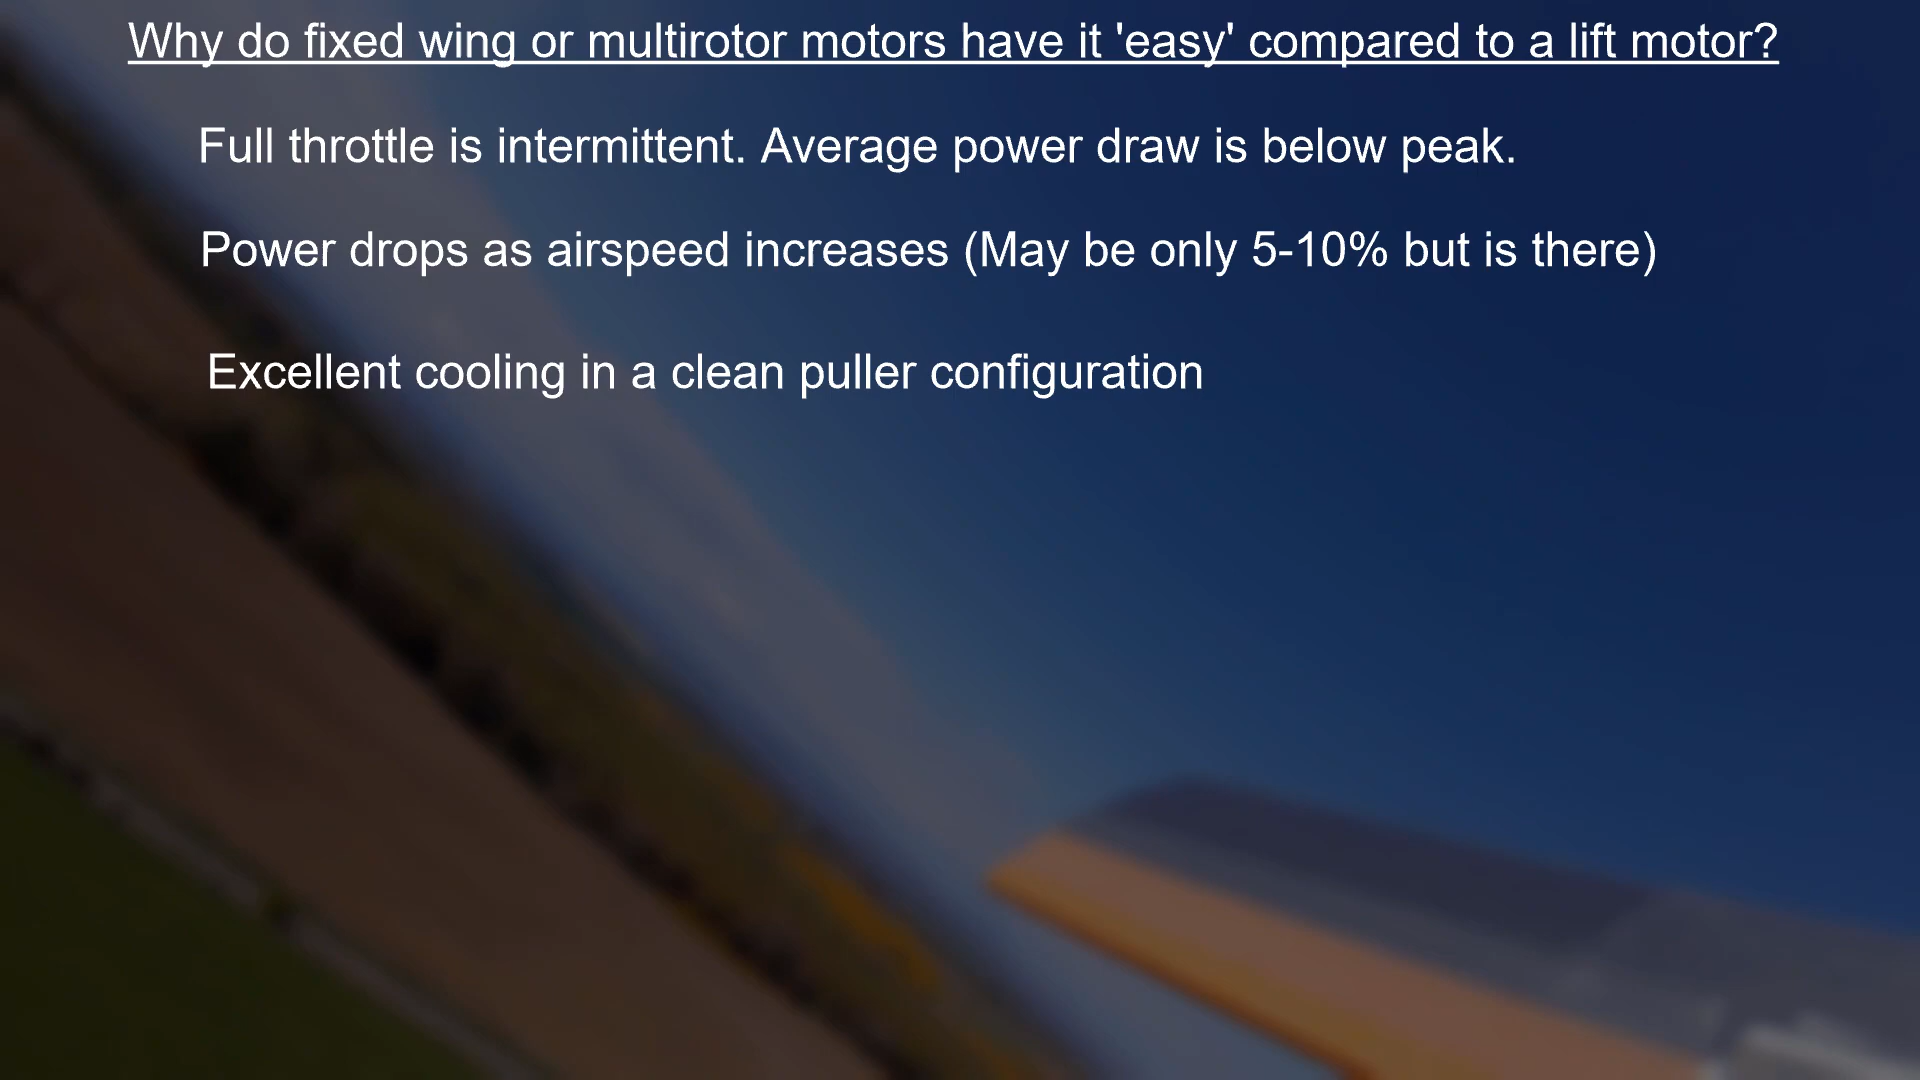 Why do fixed wing or multirotor motors have it 'easy' compared to a lift motor?
Full throttle is intermittent. Average power draw is below peak.
Power drops as airspeed increases (May be only 5-10% but is there)
Excellent cooling in a clean puller configuration